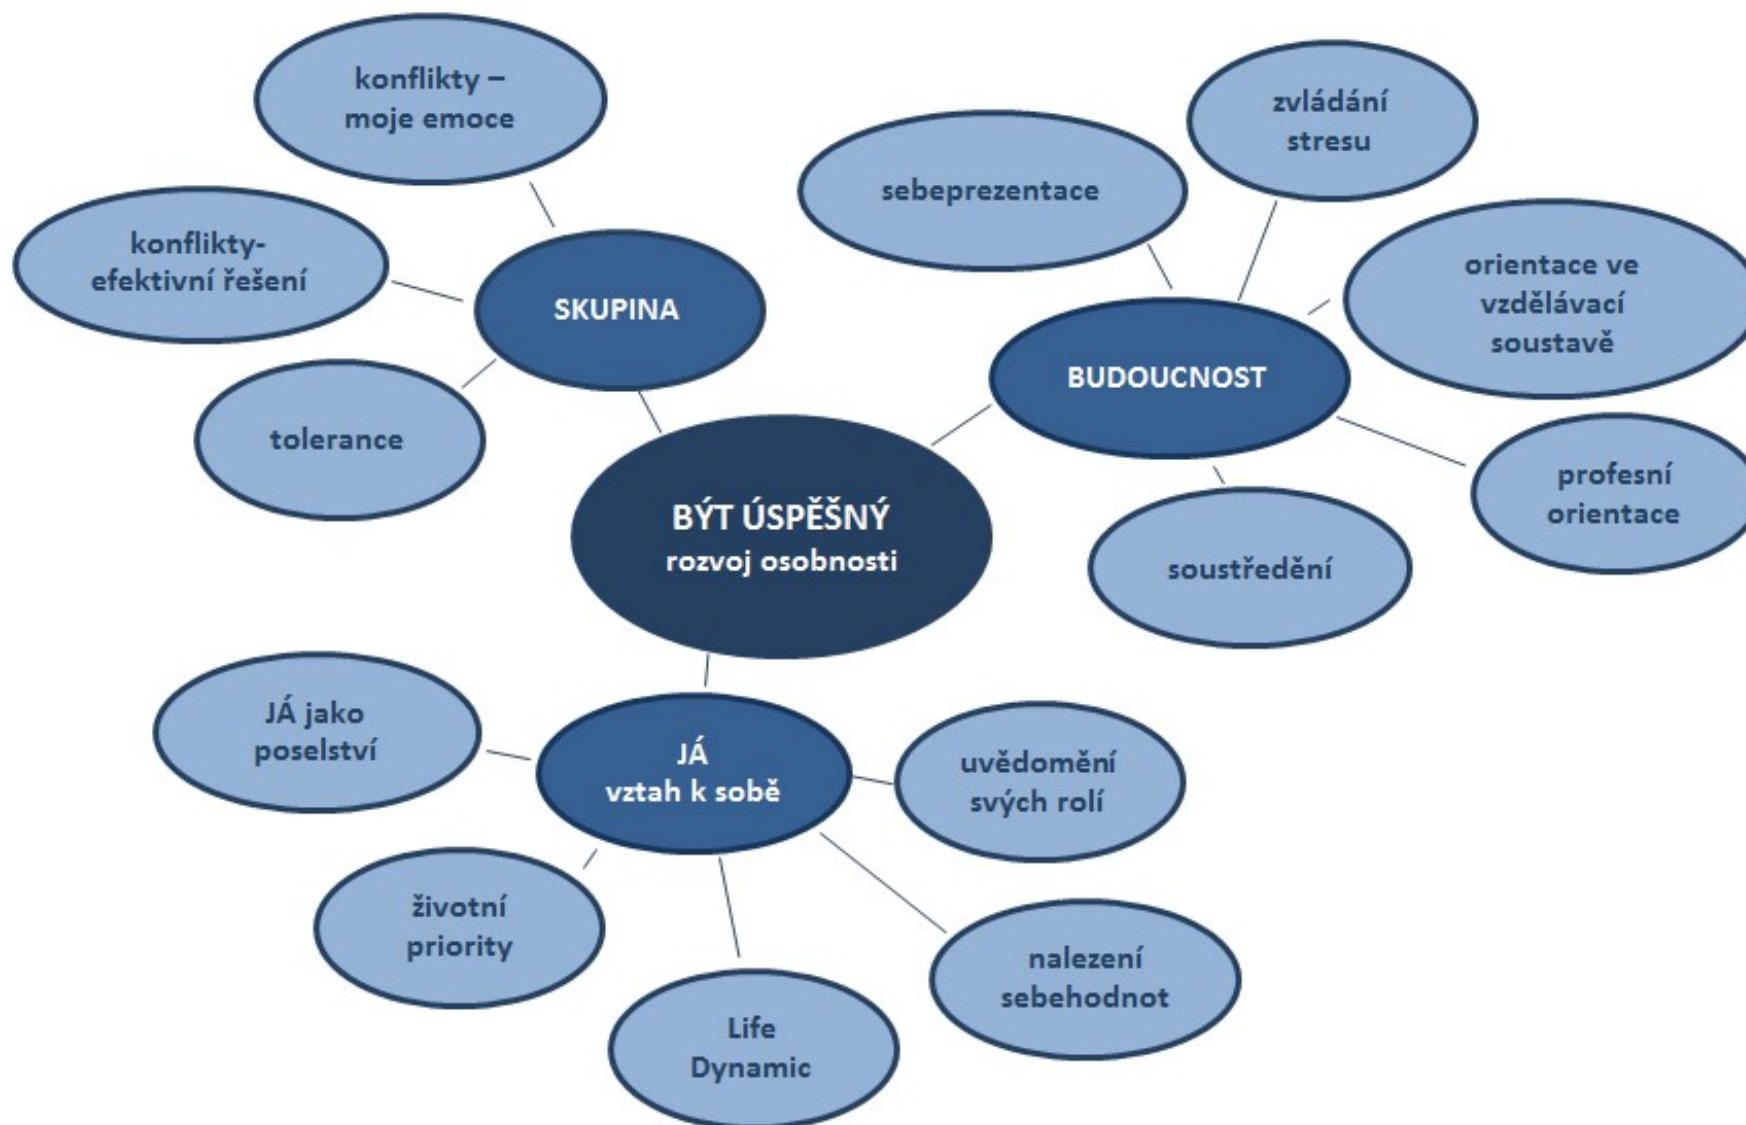 konflikty –
moje emoce
konflikty-
efektivní řešení
tolerance
SKUPINA
sebeprezentace
zvládání
stresu
orientace ve
vzdělávací
soustavě
BUDOUCNOST
profesní
orientace
soustředění
BÝT ÚSPĚŠNÝ
rozvoj osobnosti
JÁ jako
poselství
JÁ
vztah k sobě
uvědomění
svých rolí
životní
priority
Life
Dynamic
nalezení
sebehodnot